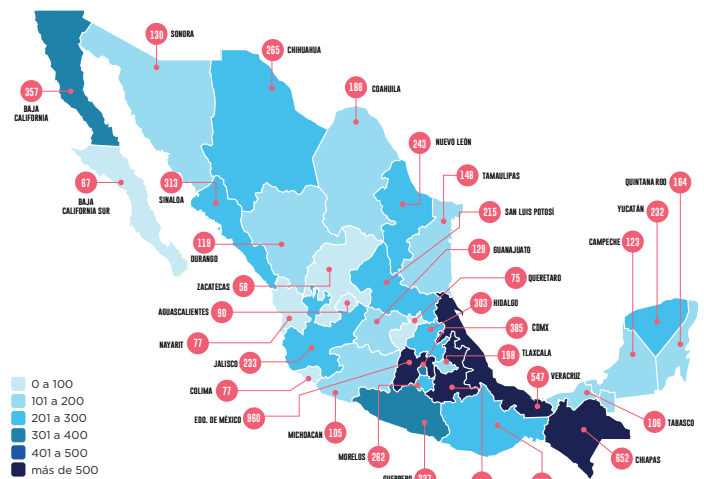 130 SONORA
265 CHIHUAHUA
188 COAHUILA
357
BAJA
CALIFORNIA
243 NUEVO LEÓN
148 TAMAULIPAS
QUINTANA ROO 164
67
BAJA
CALIFORNIA SUR
313
SINALOA
215 SAN LUIS POTOSÍ
YUCATÁN 232
119
DURANGO
128 GUANAJUATO
CAMPECHE 123
ZACATECAS 58
75 QUERETARO
AGUASCALIENTES 90
303 HIDALGO
385 CDMX
NAYARIT 77
198 TLAXCALA
JALISCO 233
547 VERACRUZ
COLIMA 77
EDO. DE MÉXICO 960
106 TABASCO
105
MICHOACAN
MORELOS 262
652 CHIAPAS
0 a 100
101 a 200
201 a 300
301 a 400
401 a 500
más de 500